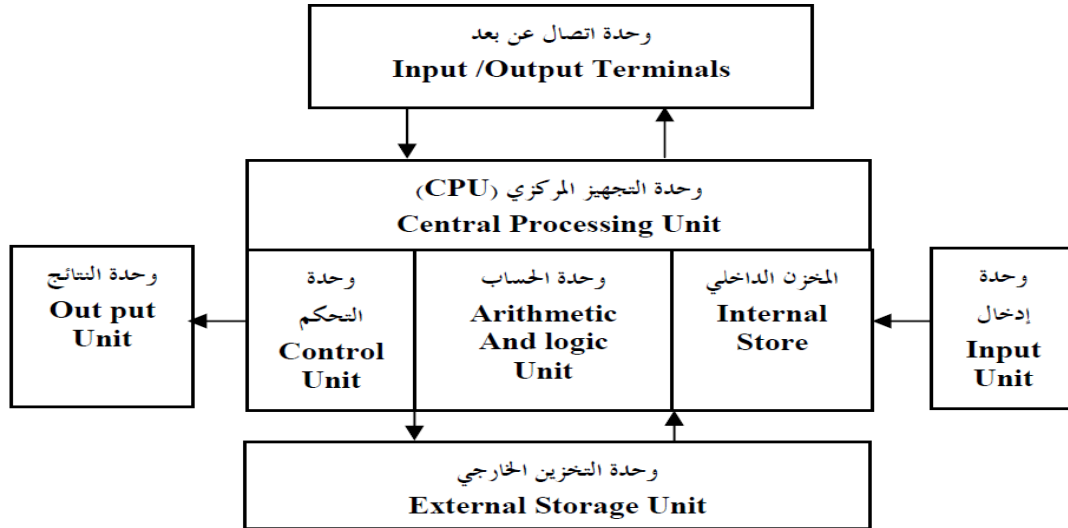 وحدة اتصال عن بعد
Input /Output Terminals
وحدة التجهيز المركزي (CPU)
Central Processing Unit
وحدة النتائج
Out put
Unit
وحدة
التحكم
Control
Unit
وحدة الحساب
Arithmetic
And logic
Unit
المخزن الداخلي
Internal
Store
وحدة
إدخال
Input
Unit
وحدة التخزين الخارجي
External Storage Unit